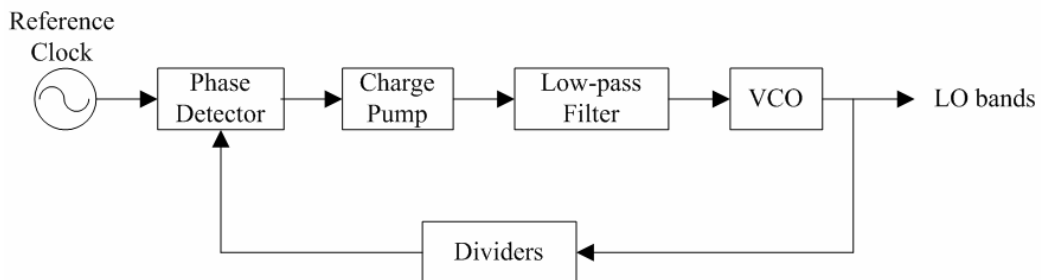 Reference
Clock
Phase
Detector
Charge
Pump
Low-pass
Filter
VCO
LO bands
Dividers